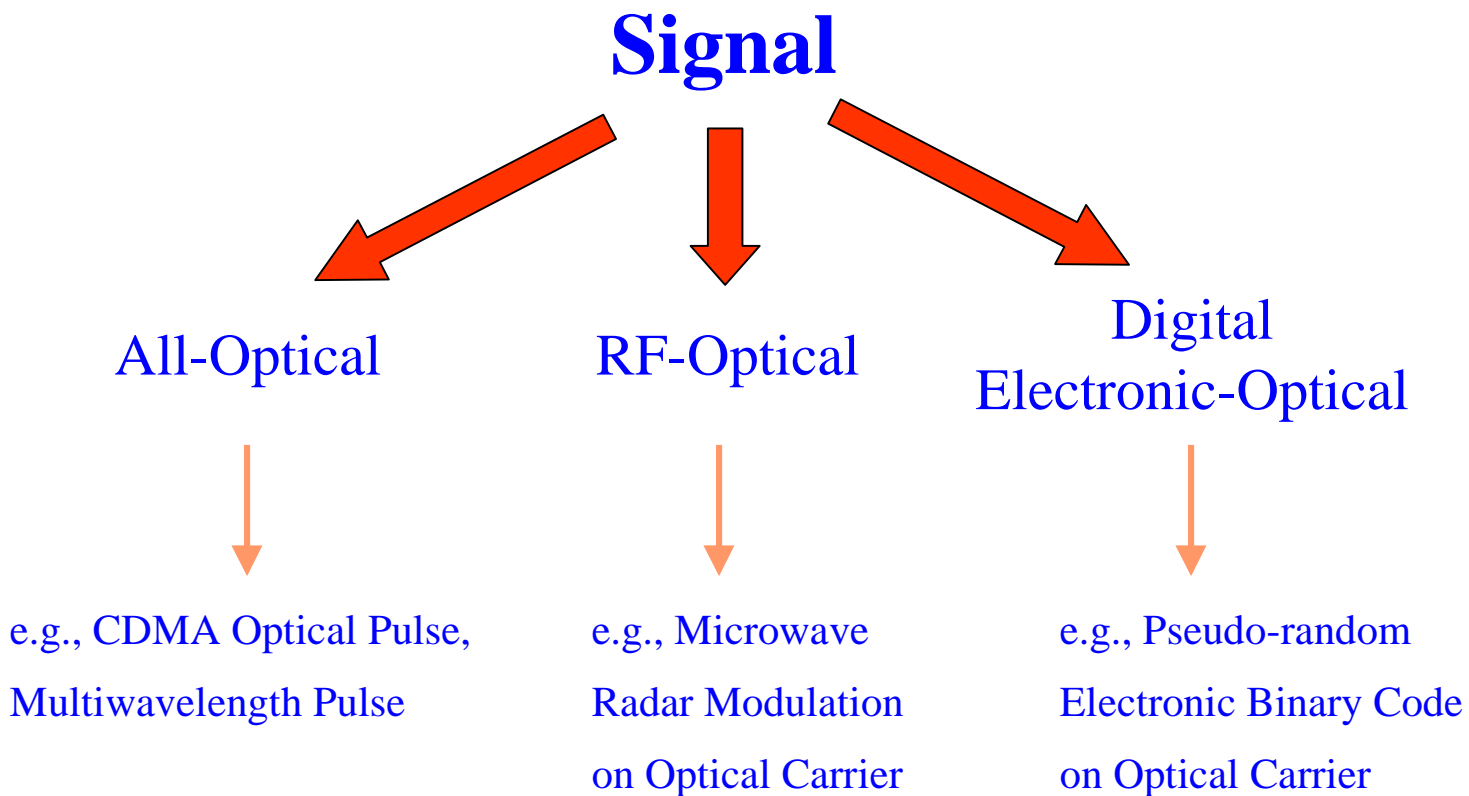 Signal
All-Optical
RF-Optical
Digital
Electronic-Optical
e.g., CDMA Optical Pulse,
Multiwavelength Pulse
e.g., Microwave
Radar Modulation
on Optical Carrier
e.g., Pseudo-random
Electronic Binary Code
on Optical Carrier